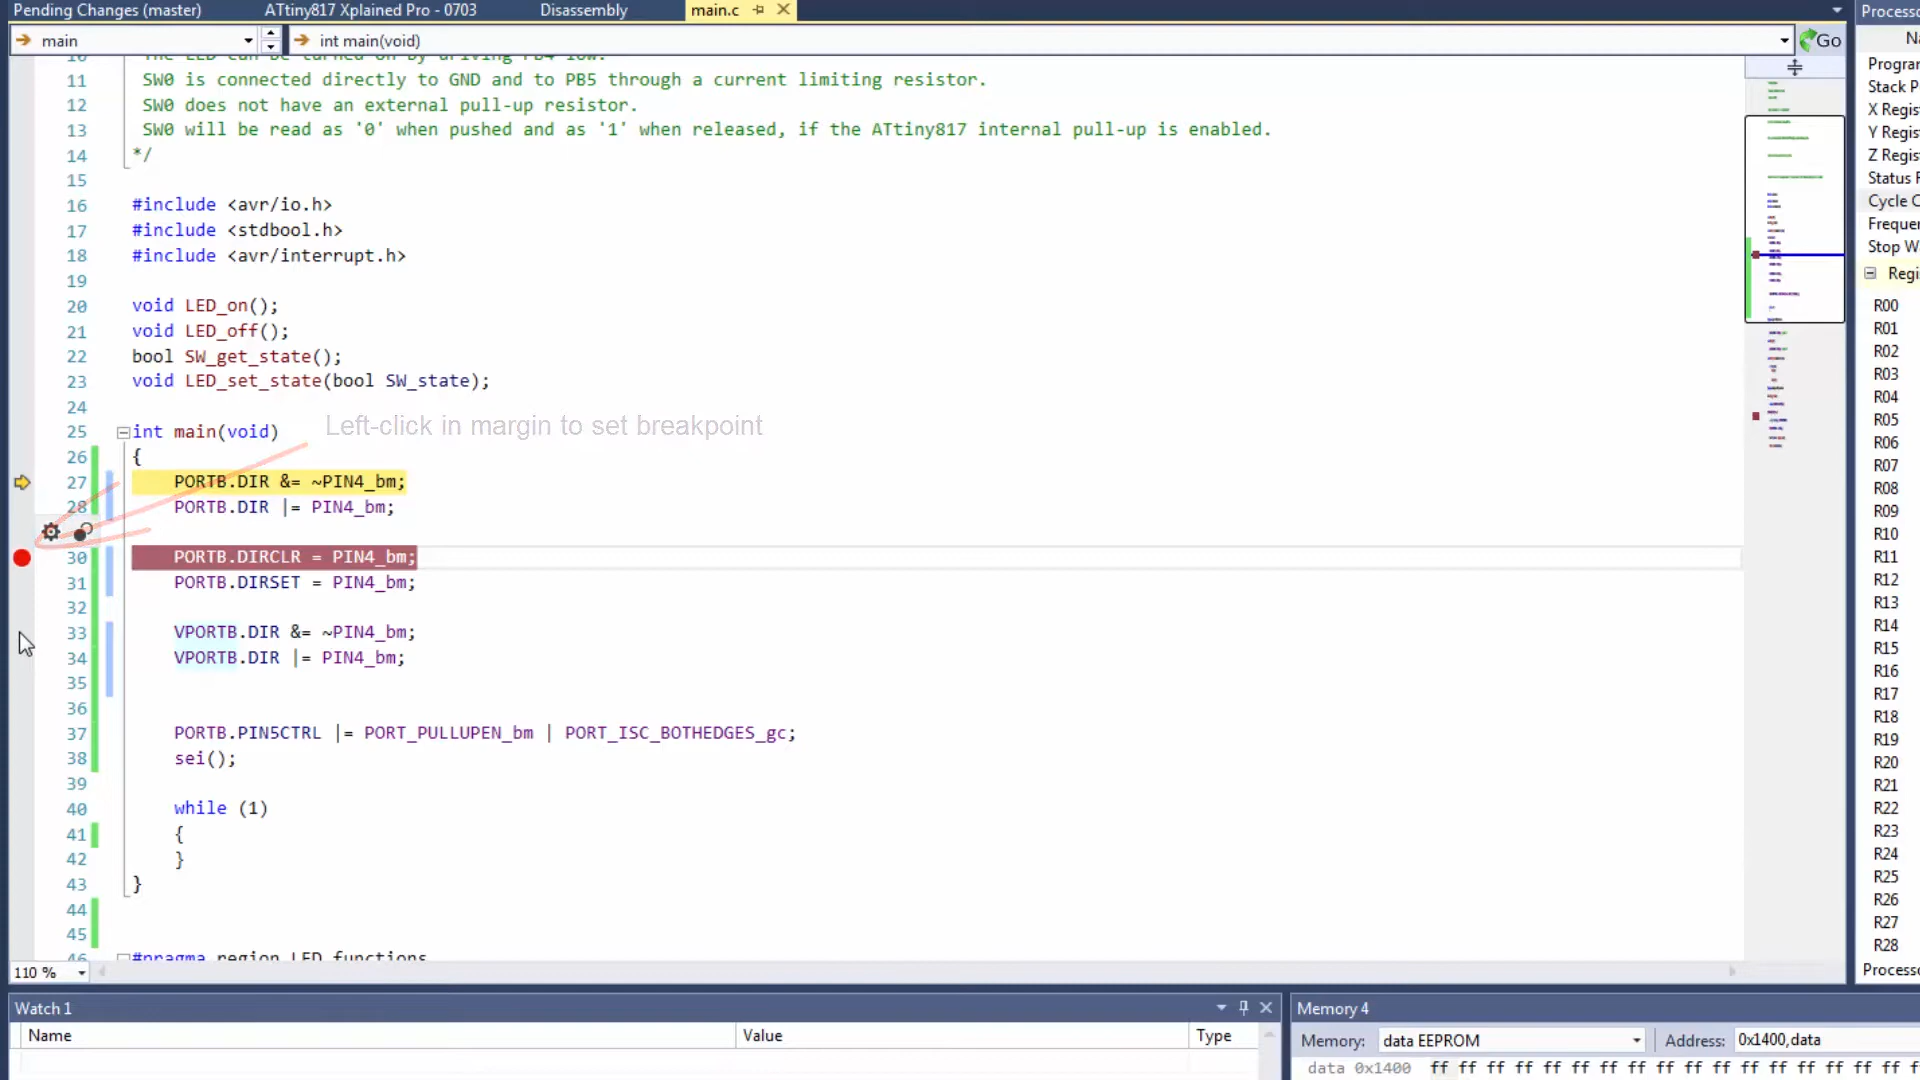 Pending Changes (master) ATtiny817 Xplained Pro - 0703 Disassembly main.c
main int main(void) Go
11 SW0 is connected directly to GND and to PB5 through a current limiting resistor.
12 SW0 does not have an external pull-up resistor.
13 SW0 will be read as '0' when pushed and as '1' when released, if the ATtiny817 internal pull-up is enabled.
14 */
15
16 #include <avr/io.h>
17 #include <stdbool.h>
18 #include <avr/interrupt.h>
19
20 void LED_on();
21 void LED_off();
22 bool SW_get_state();
23 void LED_set_state(bool SW_state);
24
Left-click in margin to set breakpoint
25 int main(void)
26 {
27 PORTB.DIR &= ~PIN4_bm;
28 PORTB.DIR |= PIN4_bm;
30 PORTB.DIRCLR = PIN4_bm;
31 PORTB.DIRSET = PIN4_bm;
32
33 VPORTB.DIR &= ~PIN4_bm;
34 VPORTB.DIR |= PIN4_bm;
35
36
37 PORTB.PIN5CTRL |= PORT_PULLUPEN_bm | PORT_ISC_BOTHEDGES_gc;
38 sei();
39
40 while (1)
41 {
42 }
43 }
44
45
46 #pragma region LED functions
110 %
Stack P
X Regist
Y Regist
Z Regis
Status
Cycle C
Stop W
R00
R01
R02
R03
R04
R05
R06
R07
R08
R09
R10
R11
R12
R13
R14
R15
R16
R17
R18
R19
R20
R21
R22
R23
R24
R25
R26
R27
R28
Watch 1
Name Value Type
Memory 4
Memory: data EEPROM Address: 0x1400,data
data 0x1400 ff ff ff ff ff ff ff ff ff ff ff ff ff ff ff ff ff